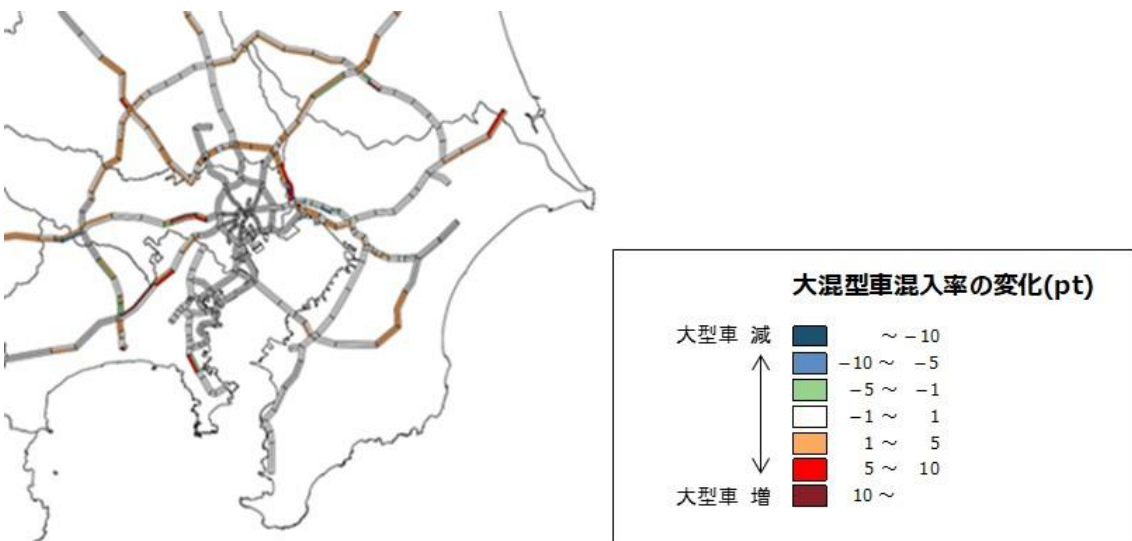 大混型車混入率の変化(pt)
大型車 減 ～－10
－10～ －5
－5～ －1
－1～ 1
1～ 5
5～ 10
大型車 増 10～